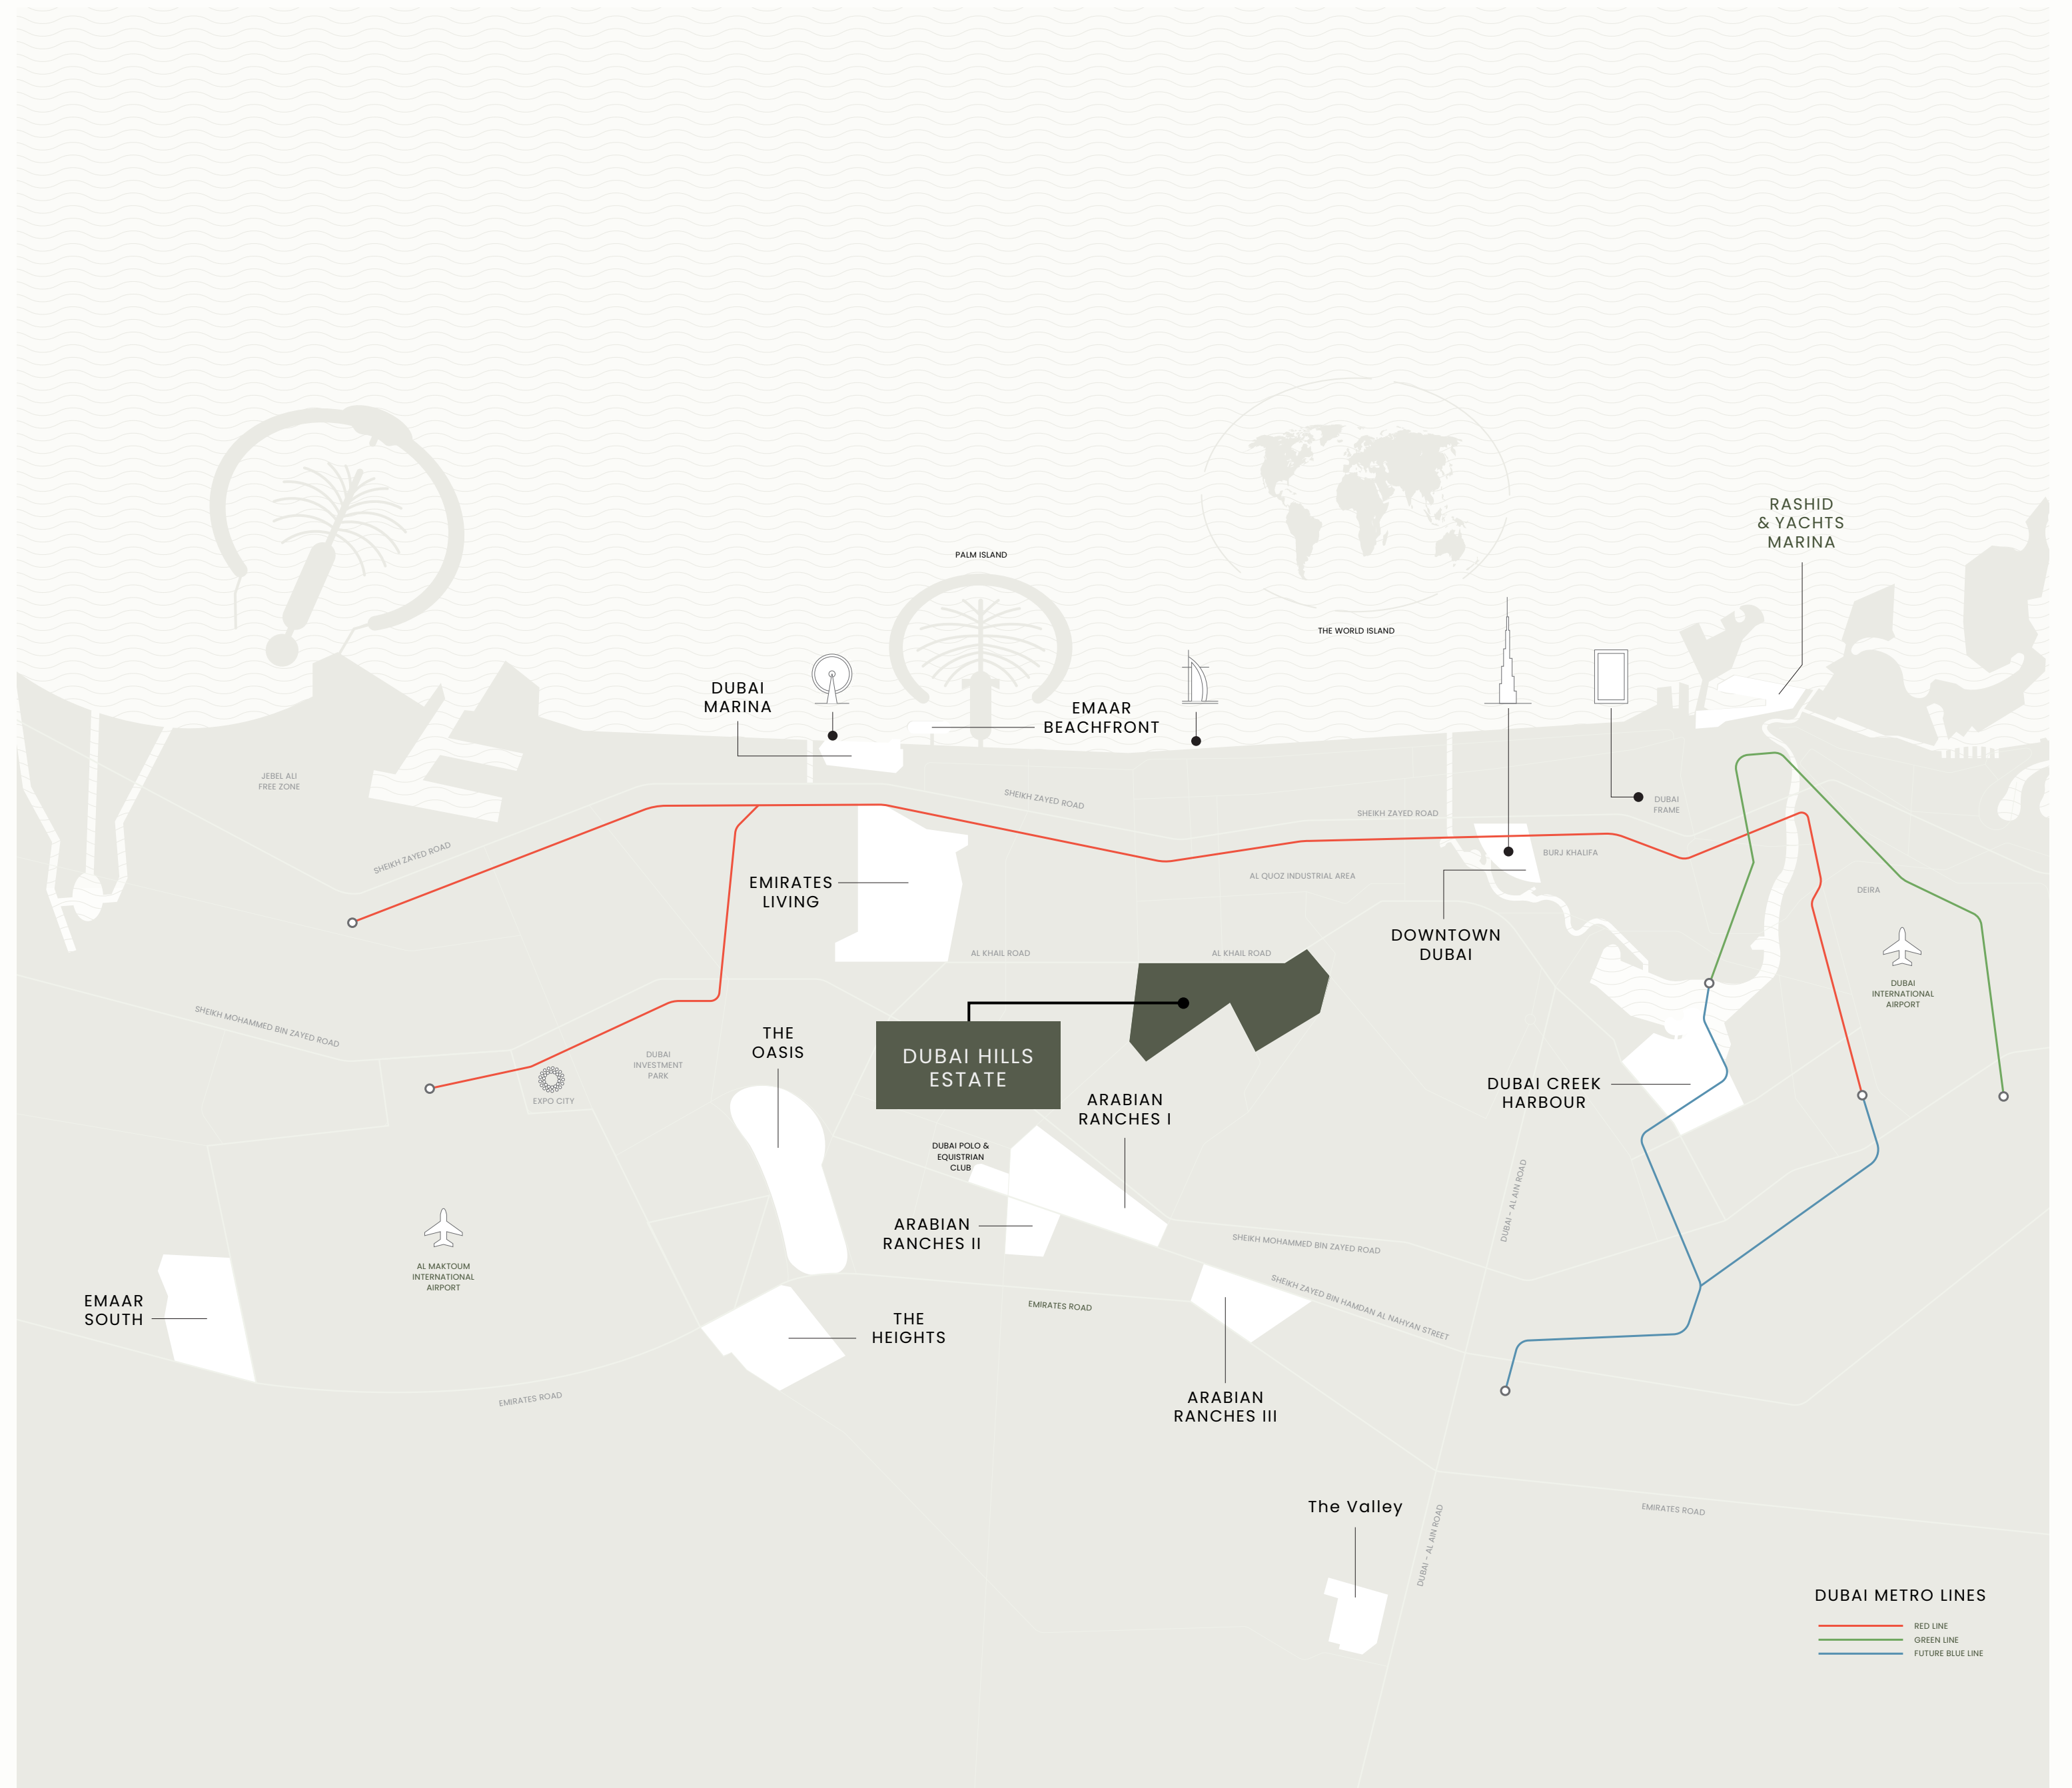 RASHID
& YACHTS
MARINA
PALM ISLAND
THE WORLD ISLAND
DUBAI
MARINA
EMAAR
BEACHFRONT
JEBEL ALI
FREE ZONE
SHEIKH ZAYED ROAD
SHEIKH ZAYED ROAD
SHEIKH ZAYED ROAD
DUBAI
FRAME
BURJ KHALIFA
AL QUOZ INDUSTRIAL AREA
EMIRATES
LIVING
DEIRA
DOWNTOWN
DUBAI
AL KHAIL ROAD
AL KHAIL ROAD
DUBAI
INTERNATIONAL
AIRPORT
SHEIKH MOHAMMED BIN ZAYED ROAD
THE
OASIS
DUBAI HILLS
ESTATE
DUBAI
INVESTMENT
PARK
EXPO CITY
ARABIAN
RANCHES I
DUBAI CREEK
HARBOUR
DUBAI POLO &
EQUISTRIAN
CLUB
DUBAI - AL AIN ROAD
ARABIAN
RANCHES II
SHEIKH MOHAMMED BIN ZAYED ROAD
AL MAKTOUM
INTERNATIONAL
AIRPORT
EMAAR
SOUTH
EMIRATES ROAD
SHEIKH ZAYED BIN HAMDAN AL NAHYAN STREET
THE
HEIGHTS
EMIRATES ROAD
ARABIAN
RANCHES III
The Valley
EMIRATES ROAD
DUBAI - AL AIN ROAD
DUBAI METRO LINES
RED LINE
GREEN LINE
FUTURE BLUE LINE